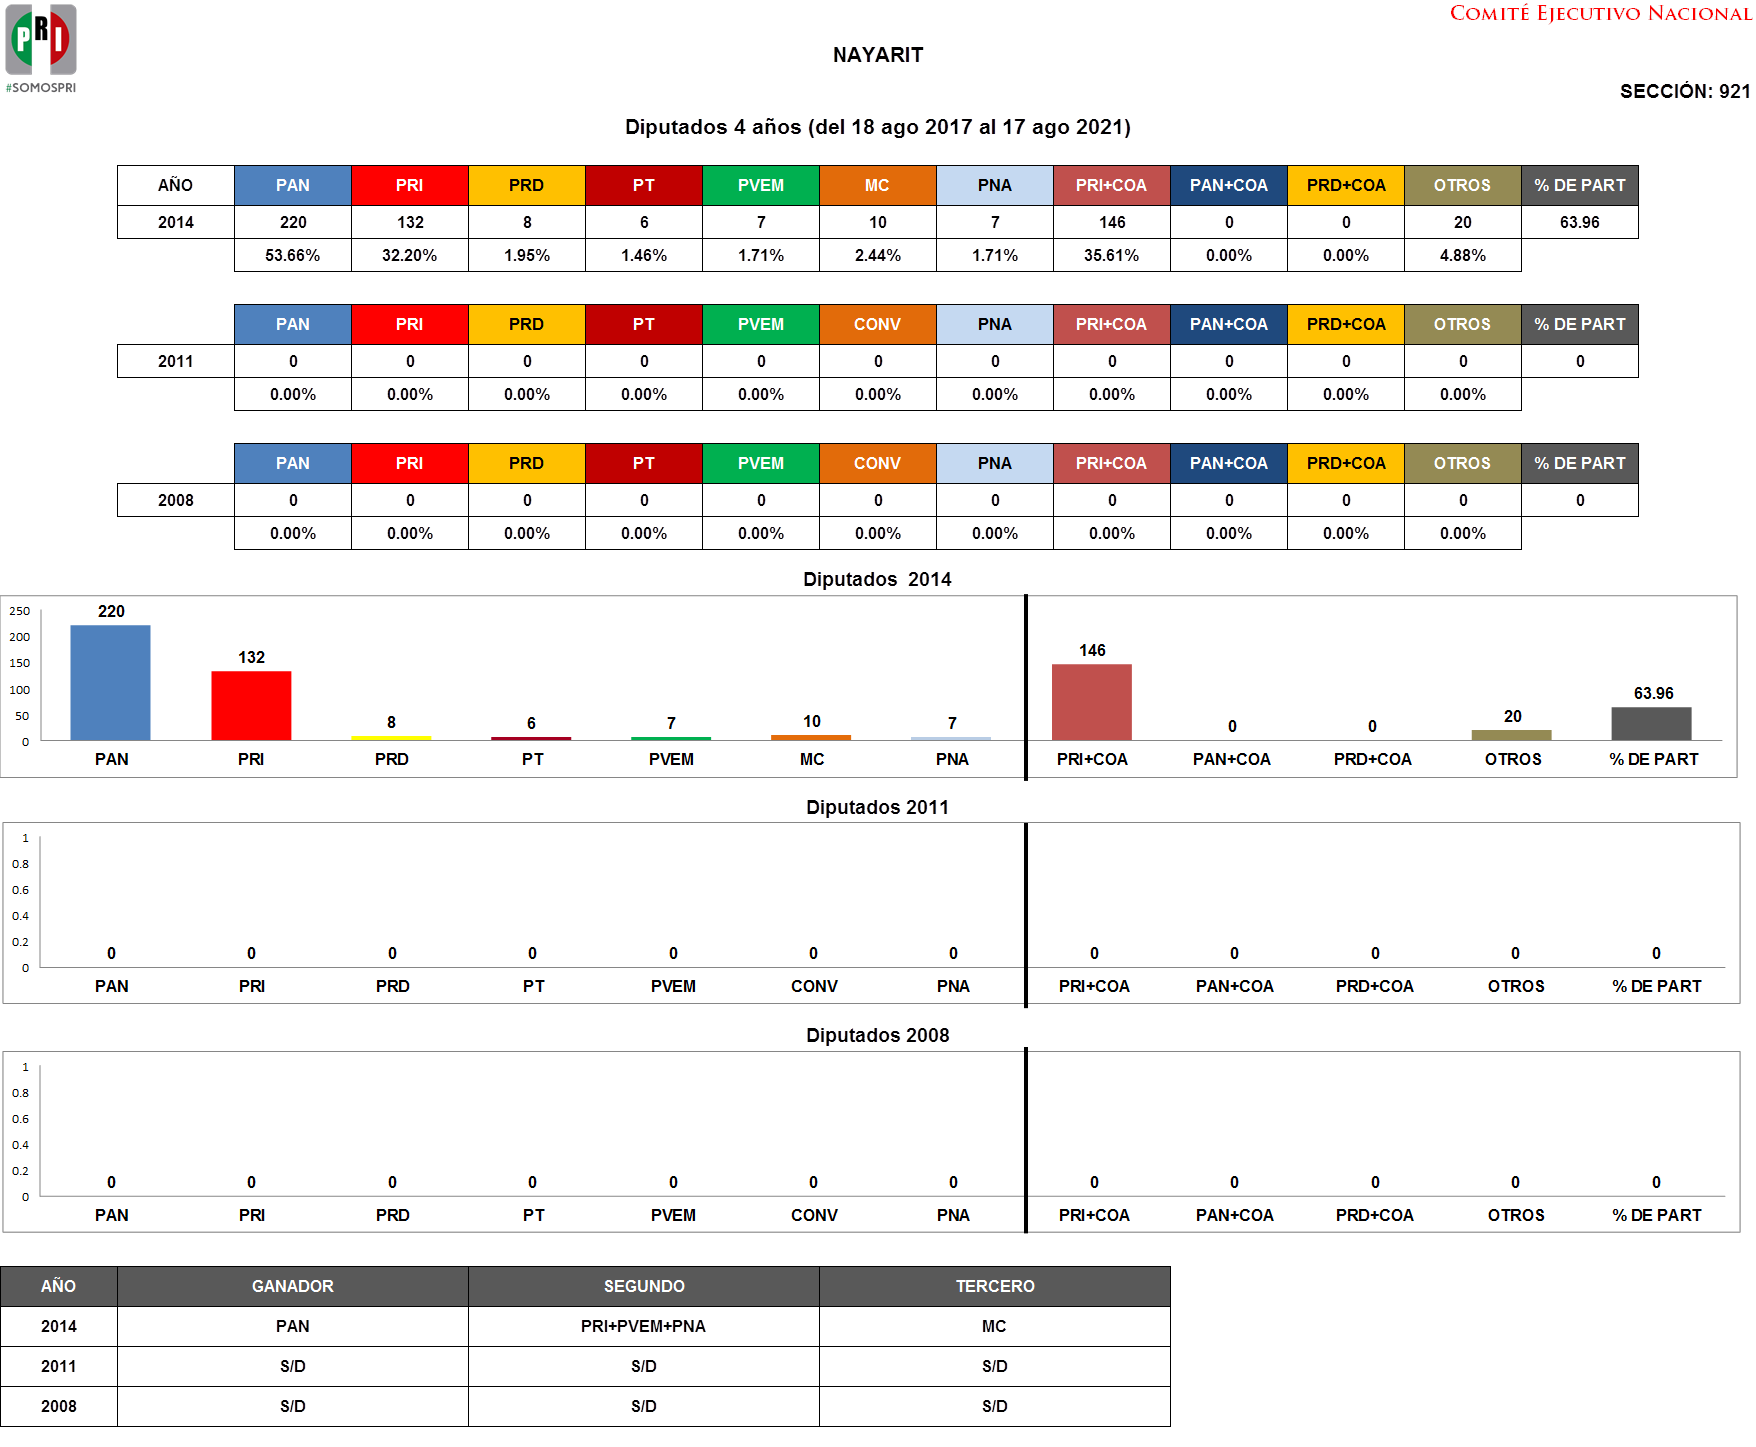 PRI
#SOMOSPRI
COMITÉ EJECUTIVO NACIONAL
NAYARIT
SECCIÓN: 921
Diputados 4 años (del 18 ago 2017 al 17 ago 2021)
AÑO PAN PRI PRD PT PVEM MC PNA PRI+COA PAN+COA PRD+COA OTROS % DE PART
2014 220 132 8 6 7 10 7 146 0 0 20 63.96
53.66% 32.20% 1.95% 1.46% 1.71% 2.44% 1.71% 35.61% 0.00% 0.00% 4.88%
PAN PRI PRD PT PVEM CONV PNA PRI+COA PAN+COA PRD+COA OTROS % DE PART
2011 0 0 0 0 0 0 0 0 0 0 0 0
0.00% 0.00% 0.00% 0.00% 0.00% 0.00% 0.00% 0.00% 0.00% 0.00% 0.00%
PAN PRI PRD PT PVEM CONV PNA PRI+COA PAN+COA PRD+COA OTROS % DE PART
2008 0 0 0 0 0 0 0 0 0 0 0 0
0.00% 0.00% 0.00% 0.00% 0.00% 0.00% 0.00% 0.00% 0.00% 0.00% 0.00%
Diputados 2014
250
200
150
100
50
0
220 132 8 6 7 10 7 146 0 0 20 63.96
PAN PRI PRD PT PVEM MC PNA PRI+COA PAN+COA PRD+COA OTROS % DE PART
Diputados 2011
1
0.8
0.6
0.4
0.2
0
0 0 0 0 0 0 0 0 0 0 0 0
PAN PRI PRD PT PVEM CONV PNA PRI+COA PAN+COA PRD+COA OTROS % DE PART
Diputados 2008
1
0.8
0.6
0.4
0.2
0
0 0 0 0 0 0 0 0 0 0 0 0
PAN PRI PRD PT PVEM CONV PNA PRI+COA PAN+COA PRD+COA OTROS % DE PART
AÑO GANADOR SEGUNDO TERCERO
2014 PAN PRI+PVEM+PNA MC
2011 S/D S/D S/D
2008 S/D S/D S/D